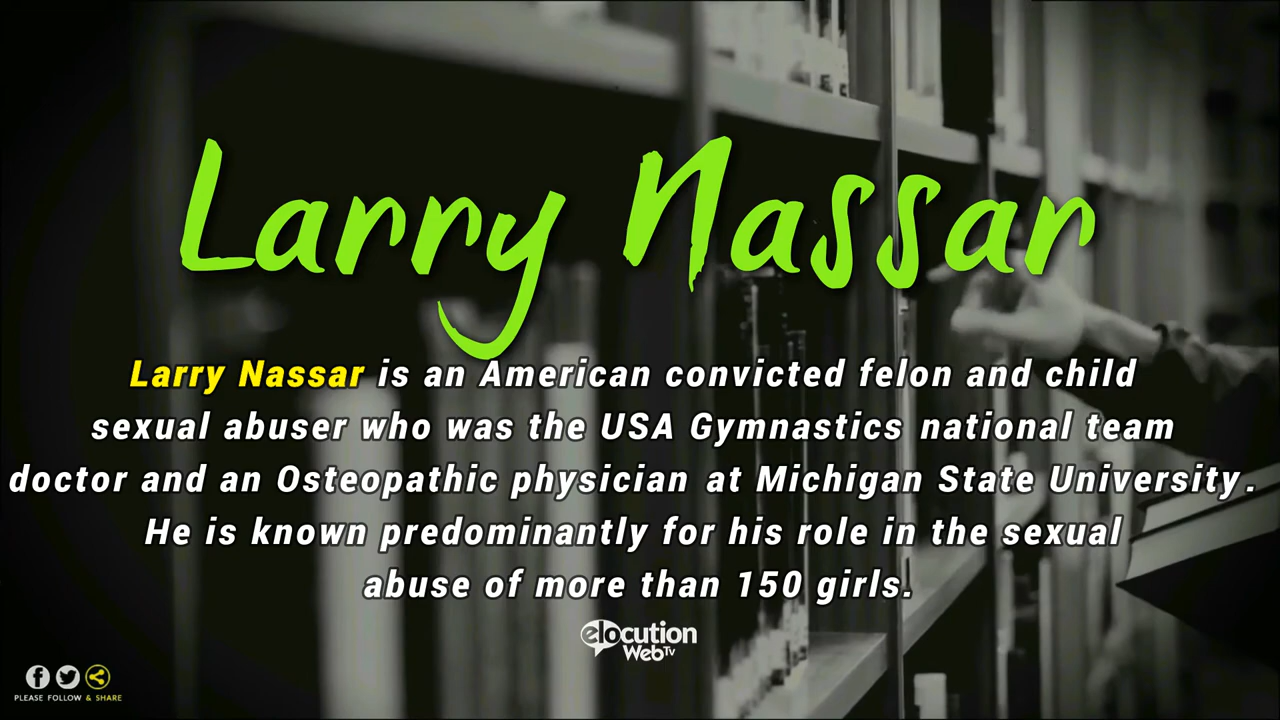 Larry Nassar
Larry Nassar is an American convicted felon and child
sexual abuser who was the USA Gymnastics national team
doctor and an Osteopathic physician at Michigan State University.
He is known predominantly for his role in the sexual
abuse of more than 150 girls.
elocution
WebTv
PLEASE FOLLOW & SHARE